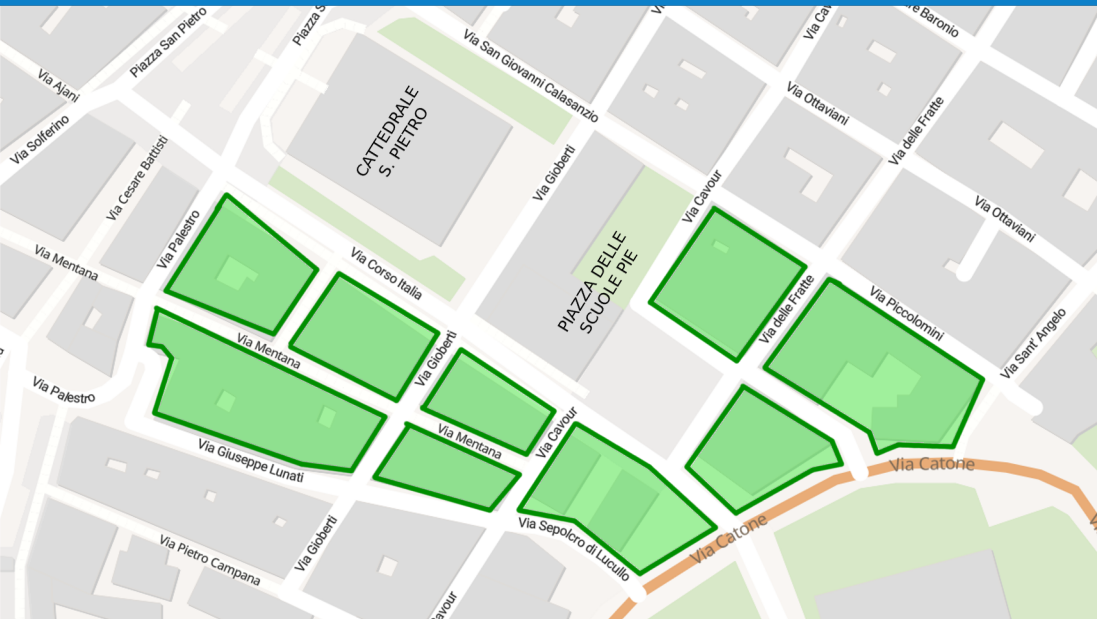 Piazza San Pietro
Piazza S
Via San Giovanni Calasanzio
Via Cav
re Baronio
Via Ajani
Via Solferino
Via Cesare Battisti
CATTEDRALE
S. PIETRO
Via Gioberti
Via Ottaviani
Via delle Fratte
Via Cavour
Via Ottaviani
Via Palestro
Via Mentana
Via Corso Italia
PIAZZA DELLE
SCUOLE PIE
Via delle Fratte
Via Piccolomini
Via Sant' Angelo
Via Mentana
Via Gioberti
Via Palestro
Via Cavour
Via Mentana
Via Giuseppe Lunati
Via Catone
Via Sepolcro di Lucullo
Via Catone
Via Gioberti
Via Pietro Campana
avour